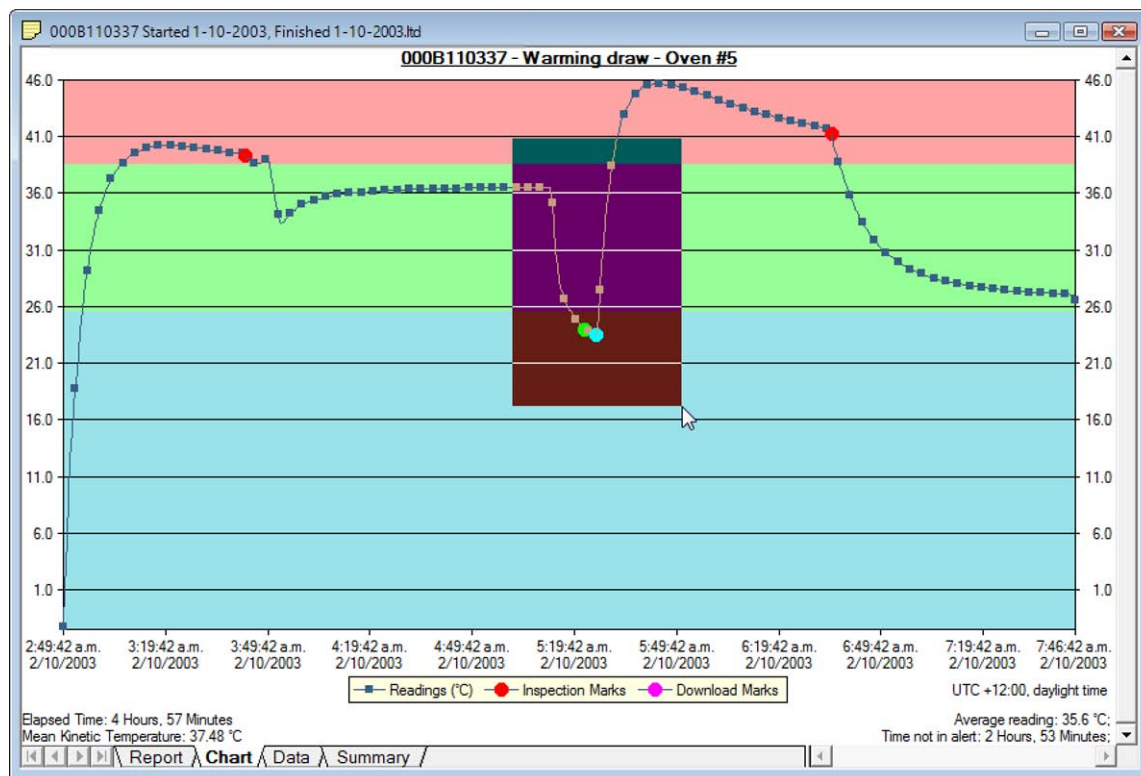 000B110337 Started 1-10-2003, Finished 1-10-2003.ltd
000B110337 - Warming draw - Oven #5
46.0 46.0
41.0 41.0
36.0 36.0
31.0 31.0
26.0 26.0
21.0 21.0
16.0 16.0
11.0 11.0
6.0 6.0
1.0 1.0
2:49:42 a.m. 3:19:42 a.m. 3:49:42 a.m. 4:19:42 a.m. 4:49:42 a.m. 5:19:42 a.m. 5:49:42 a.m. 6:19:42 a.m. 6:49:42 a.m. 7:19:42 a.m. 7:46:42 a.m.
2/10/2003 2/10/2003 2/10/2003 2/10/2003 2/10/2003 2/10/2003 2/10/2003 2/10/2003 2/10/2003 2/10/2003 2/10/2003
Readings (°C) Inspection Marks Download Marks UTC +12:00, daylight time
Elapsed Time: 4 Hours, 57 Minutes Average reading: 35.6 °C;
Mean Kinetic Temperature: 37.48 °C Time not in alert: 2 Hours, 53 Minutes;
Report Chart Data Summary